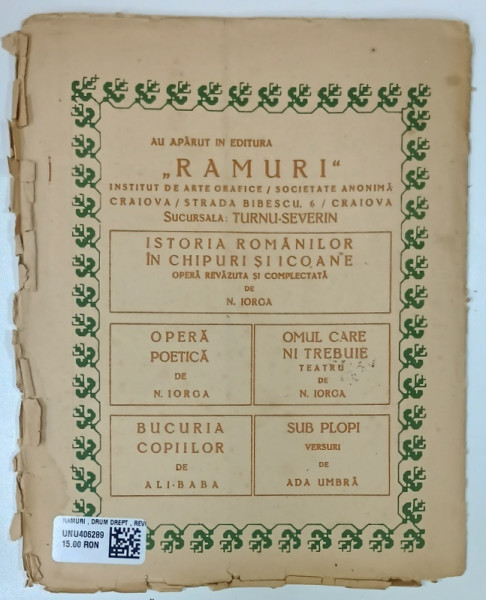 AU APĂRUT IN EDITURA
„RAMURI“
INSTITUT DE ARTE GRAFICE / SOCIETATE ANONIMĂ
CRAIOVA / STRADA BIBESCU, 6 / CRAIOVA
SUCURSALA: TURNU-SEVERIN
ISTORIA ROMÂNILOR
ÎN CHIPURI ȘI ICOANE
OPERĂ REVĂZUTA ȘI COMPLECTATĂ
DE
N. IORGA
OPERĂ
POETICĂ
DE
N. IORGA
OMUL CARE
NI TREBUIE
TEATRU
DE
N. IORGA
BUCURIA
COPIILOR
DE
ALI-BABA
SUB PLOPI
VERSURI
DE
ADA UMBRĂ
RAMURI , DRUM DREPT , REV
UNU406289
15.00 RON